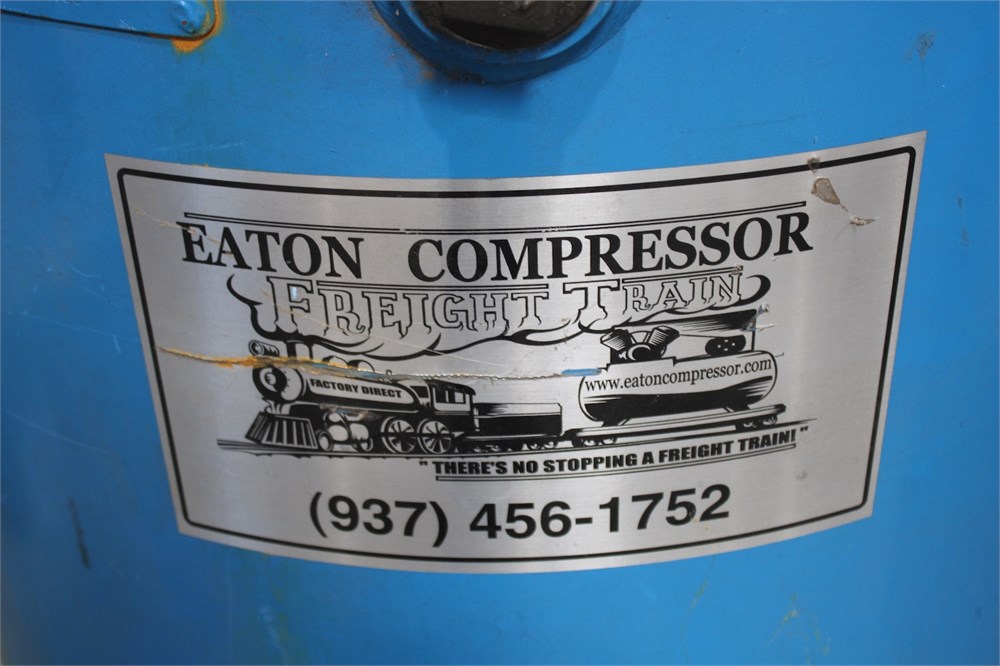 EATON COMPRESSOR
FREIGHT TRAIN
FACTORY DIRECT
www.eatoncompressor.com
"THERE'S NO STOPPING A FREIGHT TRAIN!"
(937) 456-1752